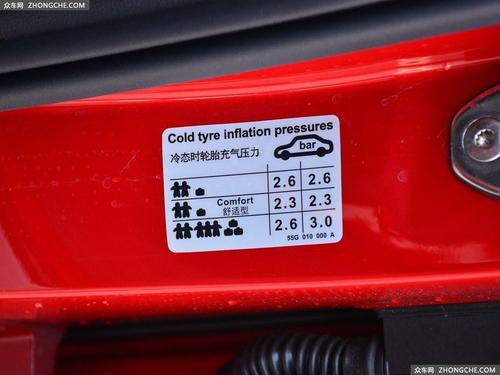 众车网 ZHONGCHE.COM
Cold tyre inflation pressures
冷态时轮胎充气压力 bar
2.6 2.6
Comfort 2.3 2.3
舒适型
2.6 3.0
55G 010 000 A
众车网 ZHONGCHE.COM